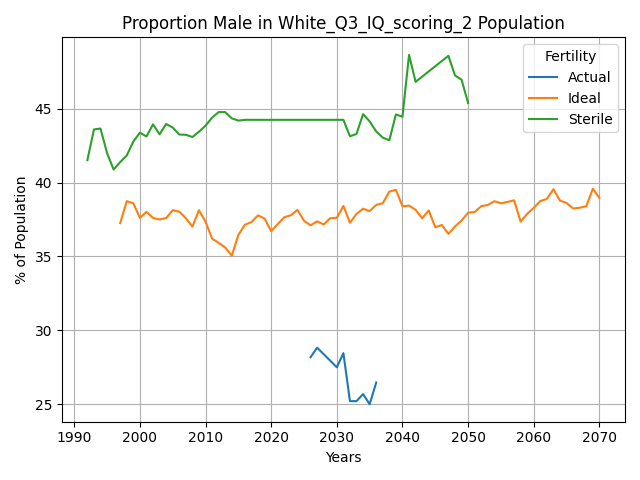 Proportion Male in White_Q3_IQ_scoring_2 Population
Fertility
Actual
Ideal
Sterile
% of Population
45
40
35
30
25
1990 2000 2010 2020 2030 2040 2050 2060 2070
Years